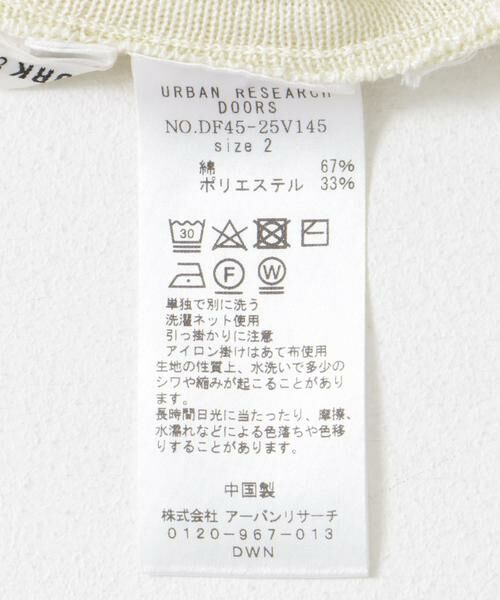 URBAN RESEARCH
DOORS
NO.DF45-25V145
size 2
綿 67%
ポリエステル 33%
30
F W
単独で別に洗う
洗濯ネット使用
引っ掛かりに注意
アイロン掛けはあて布使用
生地の性質上、水洗いで多少の
シワや縮みが起こることがあり
ます。
長時間日光に当たったり、摩擦、
水濡れなどによる色落ちや色移
りすることがあります。
中国製
株式会社 アーバンリサーチ
0120-967-013
DWN